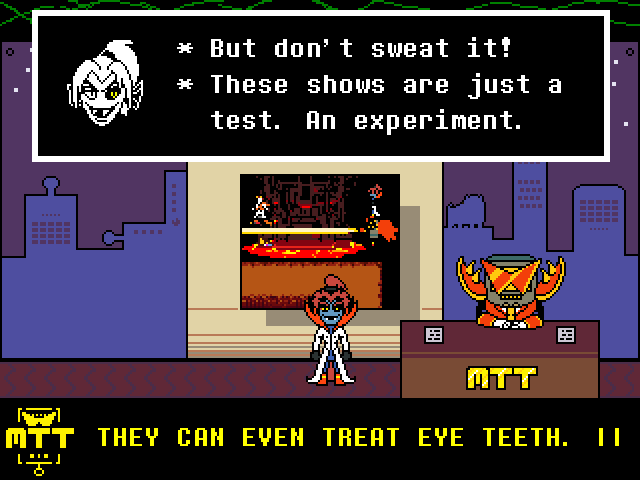 * But don't sweat it!
* These shows are just a
test. An experiment.
MTT
MTT THEY CAN EVEN TREAT EYE TEETH. ||